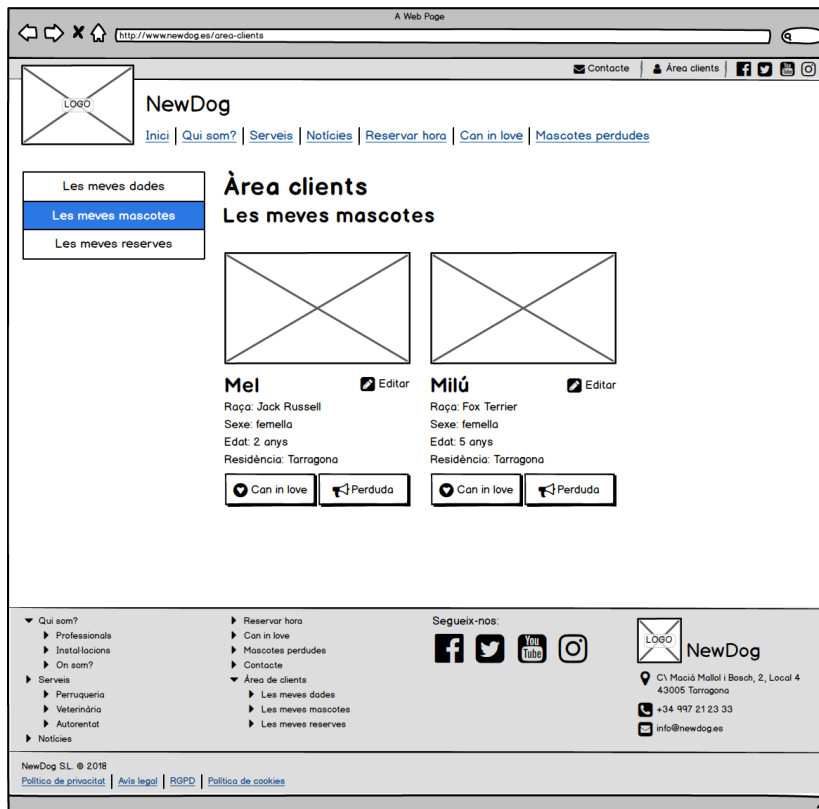 A Web Page
http://www.newdog.es/area-clients
Contacte
Àrea clients
LOGO
NewDog
Inici
Qui som?
Serveis
Notícies
Reservar hora
Can in love
Mascotes perdudes
Les meves dades
Les meves mascotes
Les meves reserves
Àrea clients
Les meves mascotes
Mel
Editar
Raça: Jack Russell
Sexe: femella
Edat: 2 anys
Residència: Tarragona
Can in love
Perduda
Milú
Editar
Raça: Fox Terrier
Sexe: femella
Edat: 5 anys
Residència: Tarragona
Can in love
Perduda
Qui som?
Professionals
Instal·lacions
On som?
Serveis
Perruqueria
Veterinària
Autorentat
Notícies
Reservar hora
Can in love
Mascotes perdudes
Contacte
Àrea de clients
Les meves dades
Les meves mascotes
Les meves reserves
Segueix-nos:
You
Tube
LOGO
NewDog
C\ Macià Mallol i Bosch, 2, Local 4
43005 Tarragona
+34 997 21 23 33
info@newdog.es
NewDog S.L. © 2018
Política de privacitat
Avís legal
RGPD
Política de cookies